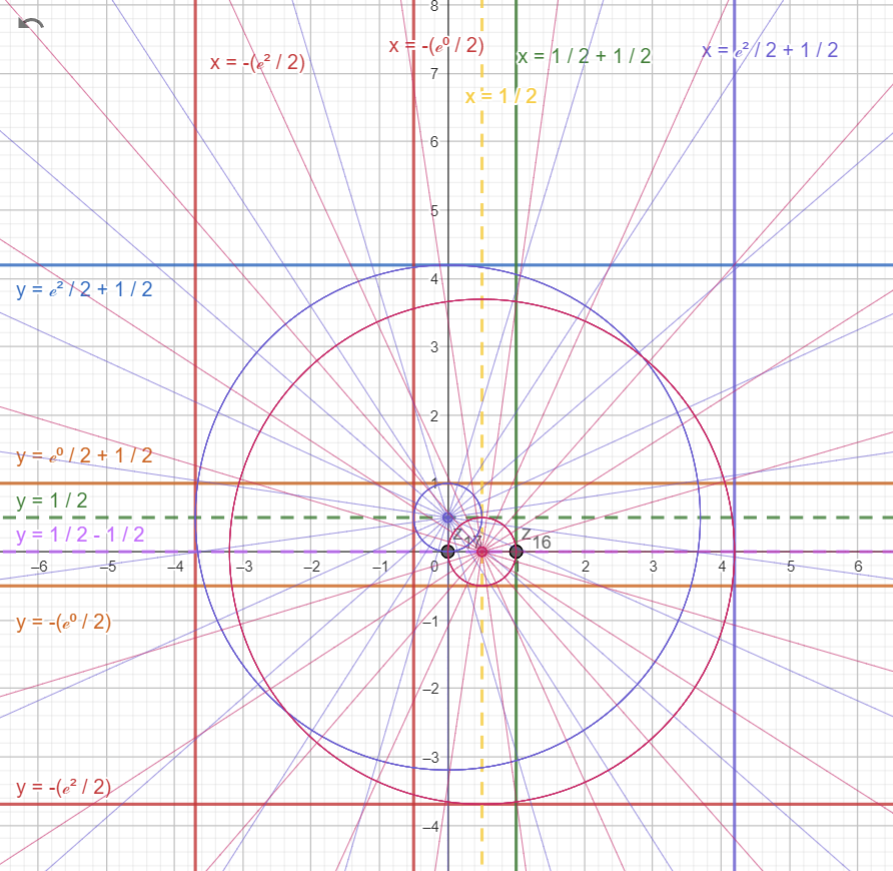 8
x = -(ℯ⁰ / 2)
x = ℯ² / 2 + 1 / 2
x = 1 / 2 + 1 / 2
x = -(ℯ² / 2)
7
x = 1 / 2
6
5
4
y = ℯ² / 2 + 1 / 2
3
2
y = ℯ⁰ / 2 + 1 / 2
1
y = 1 / 2
y = 1 / 2 - 1 / 2
z₁₇ z₁₆
–6 –5 –4 –3 –2 –1 0 1 2 3 4 5 6
y = -(ℯ⁰ / 2)
–1
–2
–3
y = -(ℯ² / 2)
–4